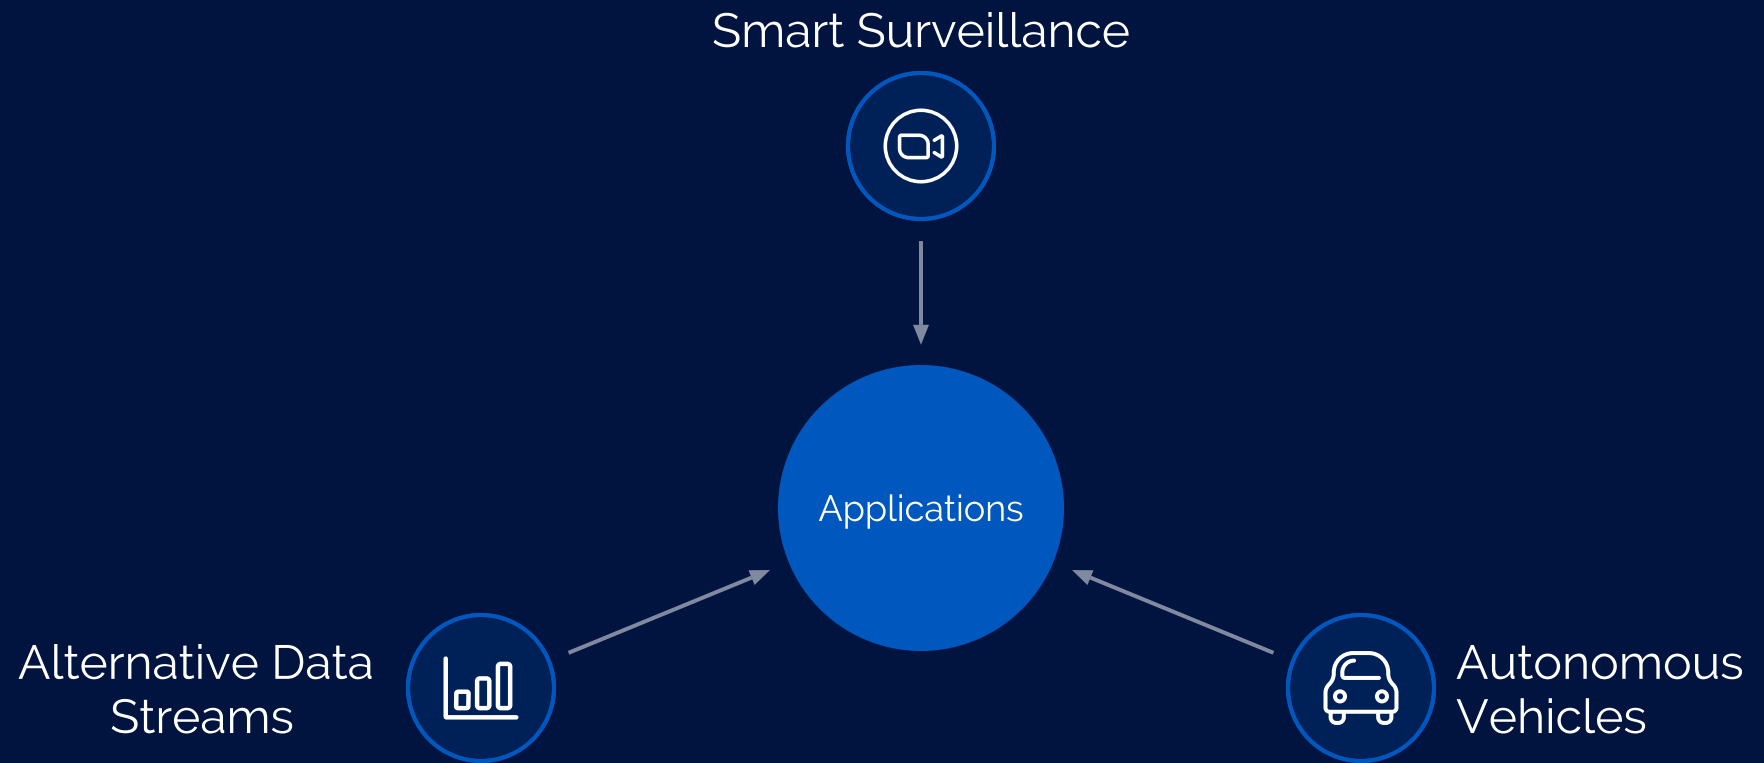 Smart Surveillance
Applications
Alternative Data
Streams
Autonomous
Vehicles